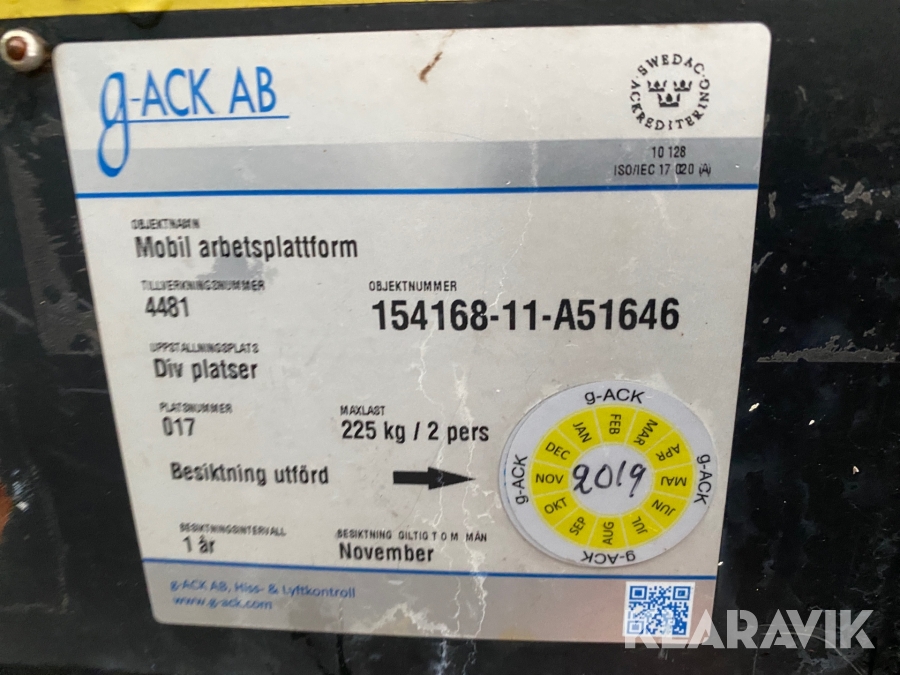 g-ACK AB
SWEDAC
ACKREDITERING
10 128
ISO/IEC 17 020 (A)
OBJEKTNAMN
Mobil arbetsplattform
TILLVERKNINGSNUMMER
4481
OBJEKTNUMMER
154168-11-A51646
UPPSTÄLLNINGSPLATS
Div platser
PLATSNUMMER
017
MAXLAST
225 kg / 2 pers
Besiktning utförd
g-ACK
g-ACK
g-ACK
g-ACK
JAN
FEB
MAR
APR
MAJ
JUN
JUL
AUG
SEP
OKT
NOV
DEC
2019
BESIKTNINGSINTERVALL
1 år
BESIKTNING GILTIG T O M MÅN
November
g-ACK AB, Hiss- & Lyftkontroll
www.g-ack.com
KLARAVIK